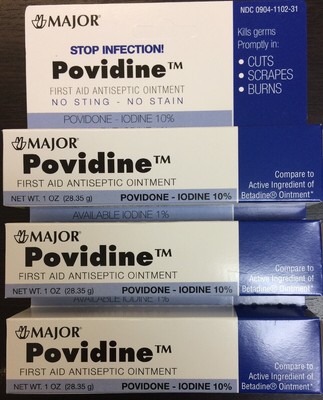 MAJOR®
NDC 0904-1102-31
STOP INFECTION!
Povidine™
FIRST AID ANTISEPTIC OINTMENT
NO STING - NO STAIN
POVIDONE - IODINE 10%
Kills germs
Promptly in:
• CUTS
• SCRAPES
• BURNS
MAJOR®
Povidine™
FIRST AID ANTISEPTIC OINTMENT
NET WT. 1 OZ (28.35 g)
POVIDONE - IODINE 10%
Compare to
Active Ingredient of
Betadine® Ointment*
AVAILABLE IODINE 1%
MAJOR®
Povidine™
FIRST AID ANTISEPTIC OINTMENT
NET WT. 1 OZ (28.35 g)
POVIDONE - IODINE 10%
Compare to
Active Ingredient of
Betadine® Ointment*
AVAILABLE IODINE 1%
MAJOR®
Povidine™
FIRST AID ANTISEPTIC OINTMENT
NET WT. 1 OZ (28.35 g)
POVIDONE - IODINE 10%
Compare to
Active Ingredient of
Betadine® Ointment*